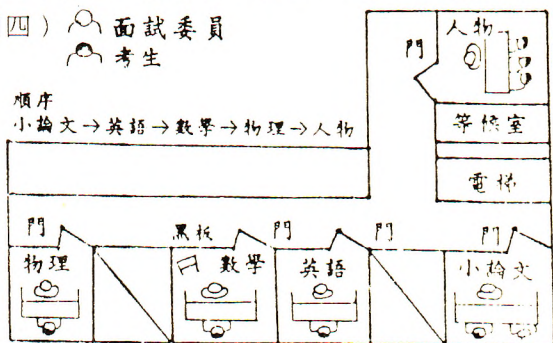 四)面試委員
考生
順序
小論文→英語→數學→物理→人物
門
人物
等候室
電梯
門
黑板
門
門
門
物理
數學
英語
小論文